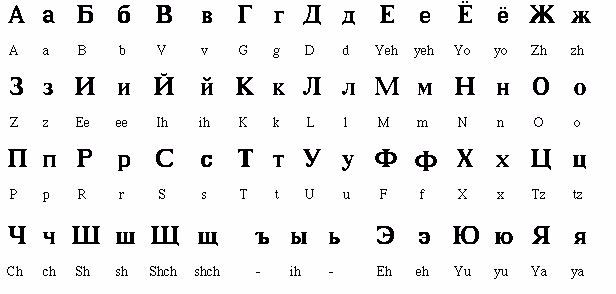 А а Б б В в Г г Д д Е е Ё ё Ж ж
A a B b V v G g D d Yeh yeh Yo yo Zh zh
З з И и Й й К к Л л М м Н н О о
Z z Ee ee Ih ih K k L l M m N n O o
П п Р р С с Т т У у Ф ф Х х Ц ц
P p R r S s T t U u F f X x Tz tz
Ч ч Ш ш Щ щ ъ ы ь Э э Ю ю Я я
Ch ch Sh sh Shch shch - ih - Eh eh Yu yu Ya ya